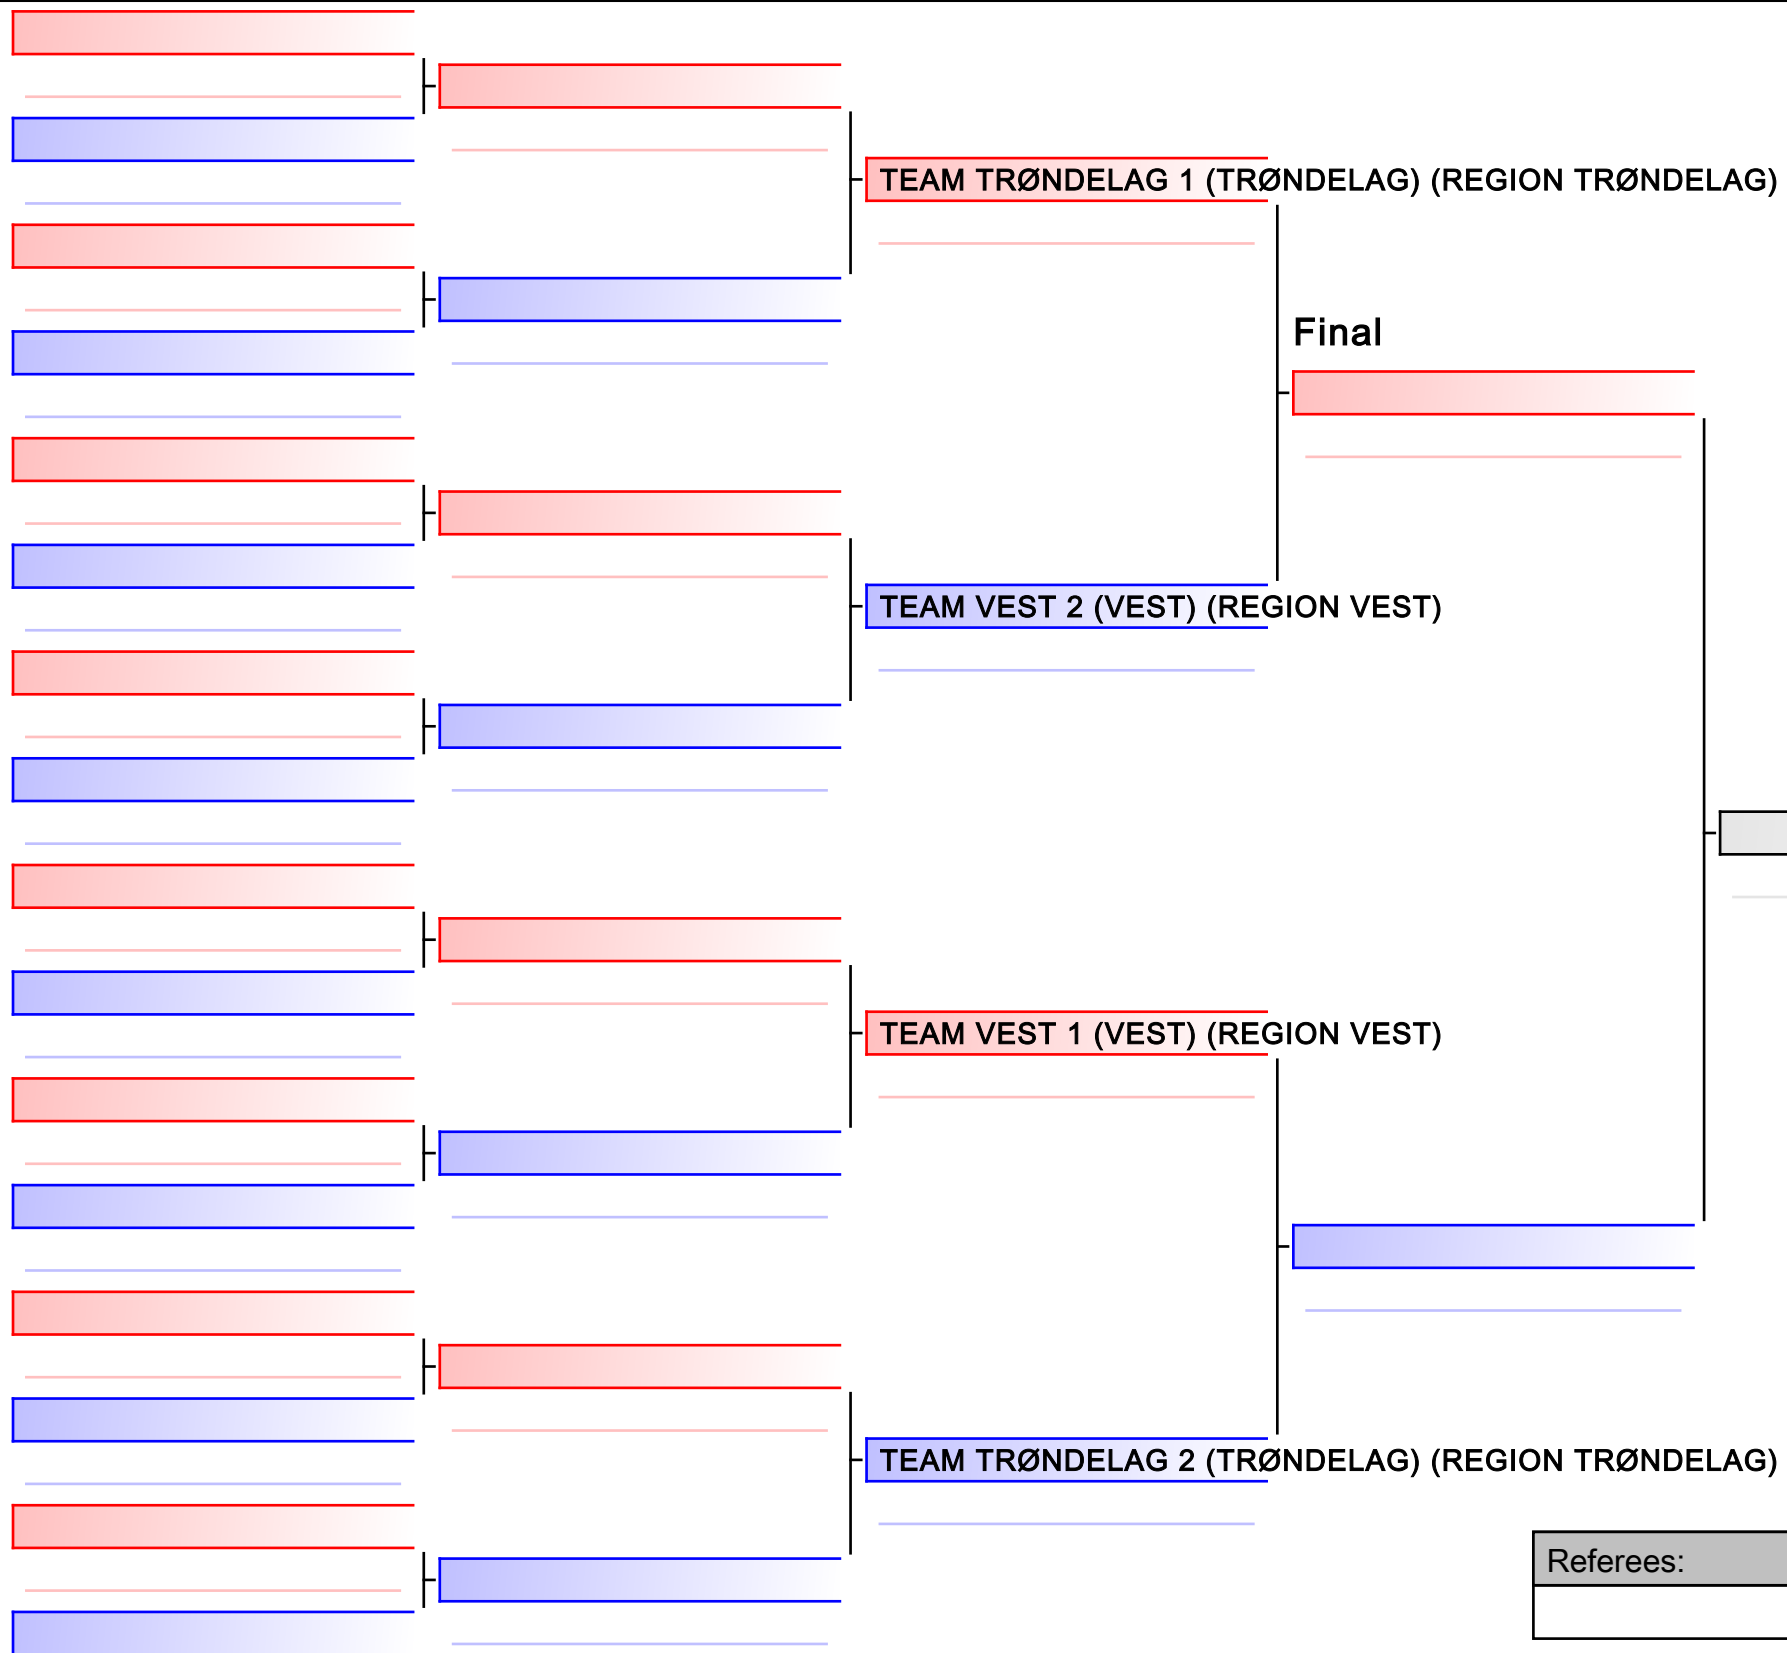 TEAM TRØNDELAG 1 (TRØNDELAG) (REGION TRØNDELAG)
Final
TEAM VEST 2 (VEST) (REGION VEST)
TEAM VEST 1 (VEST) (REGION VEST)
TEAM TRØNDELAG 2 (TRØNDELAG) (REGION TRØNDELAG)
Referees: